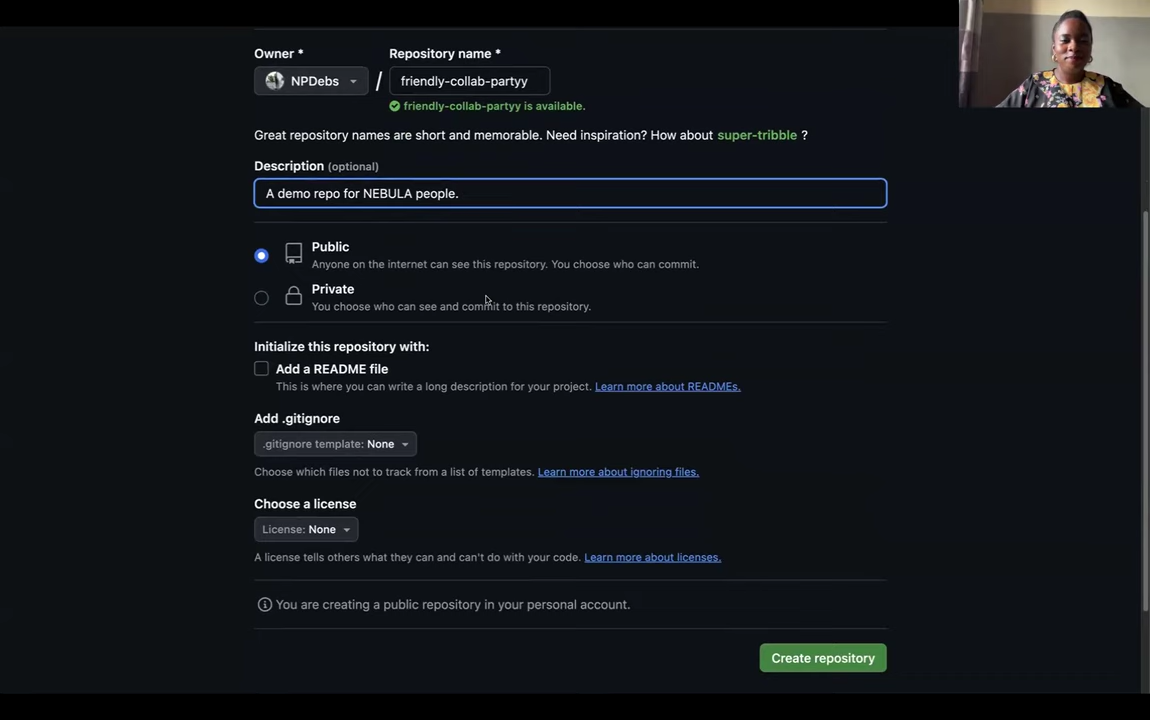 Owner * Repository name *
NPDebs / friendly-collab-partyy
friendly-collab-partyy is available.
Great repository names are short and memorable. Need inspiration? How about super-tribble ?
Description (optional)
A demo repo for NEBULA people.
Public
Anyone on the internet can see this repository. You choose who can commit.
Private
You choose who can see and commit to this repository.
Initialize this repository with:
Add a README file
This is where you can write a long description for your project. Learn more about READMEs.
Add .gitignore
.gitignore template: None
Choose which files not to track from a list of templates. Learn more about ignoring files.
Choose a license
License: None
A license tells others what they can and can't do with your code. Learn more about licenses.
You are creating a public repository in your personal account.
Create repository